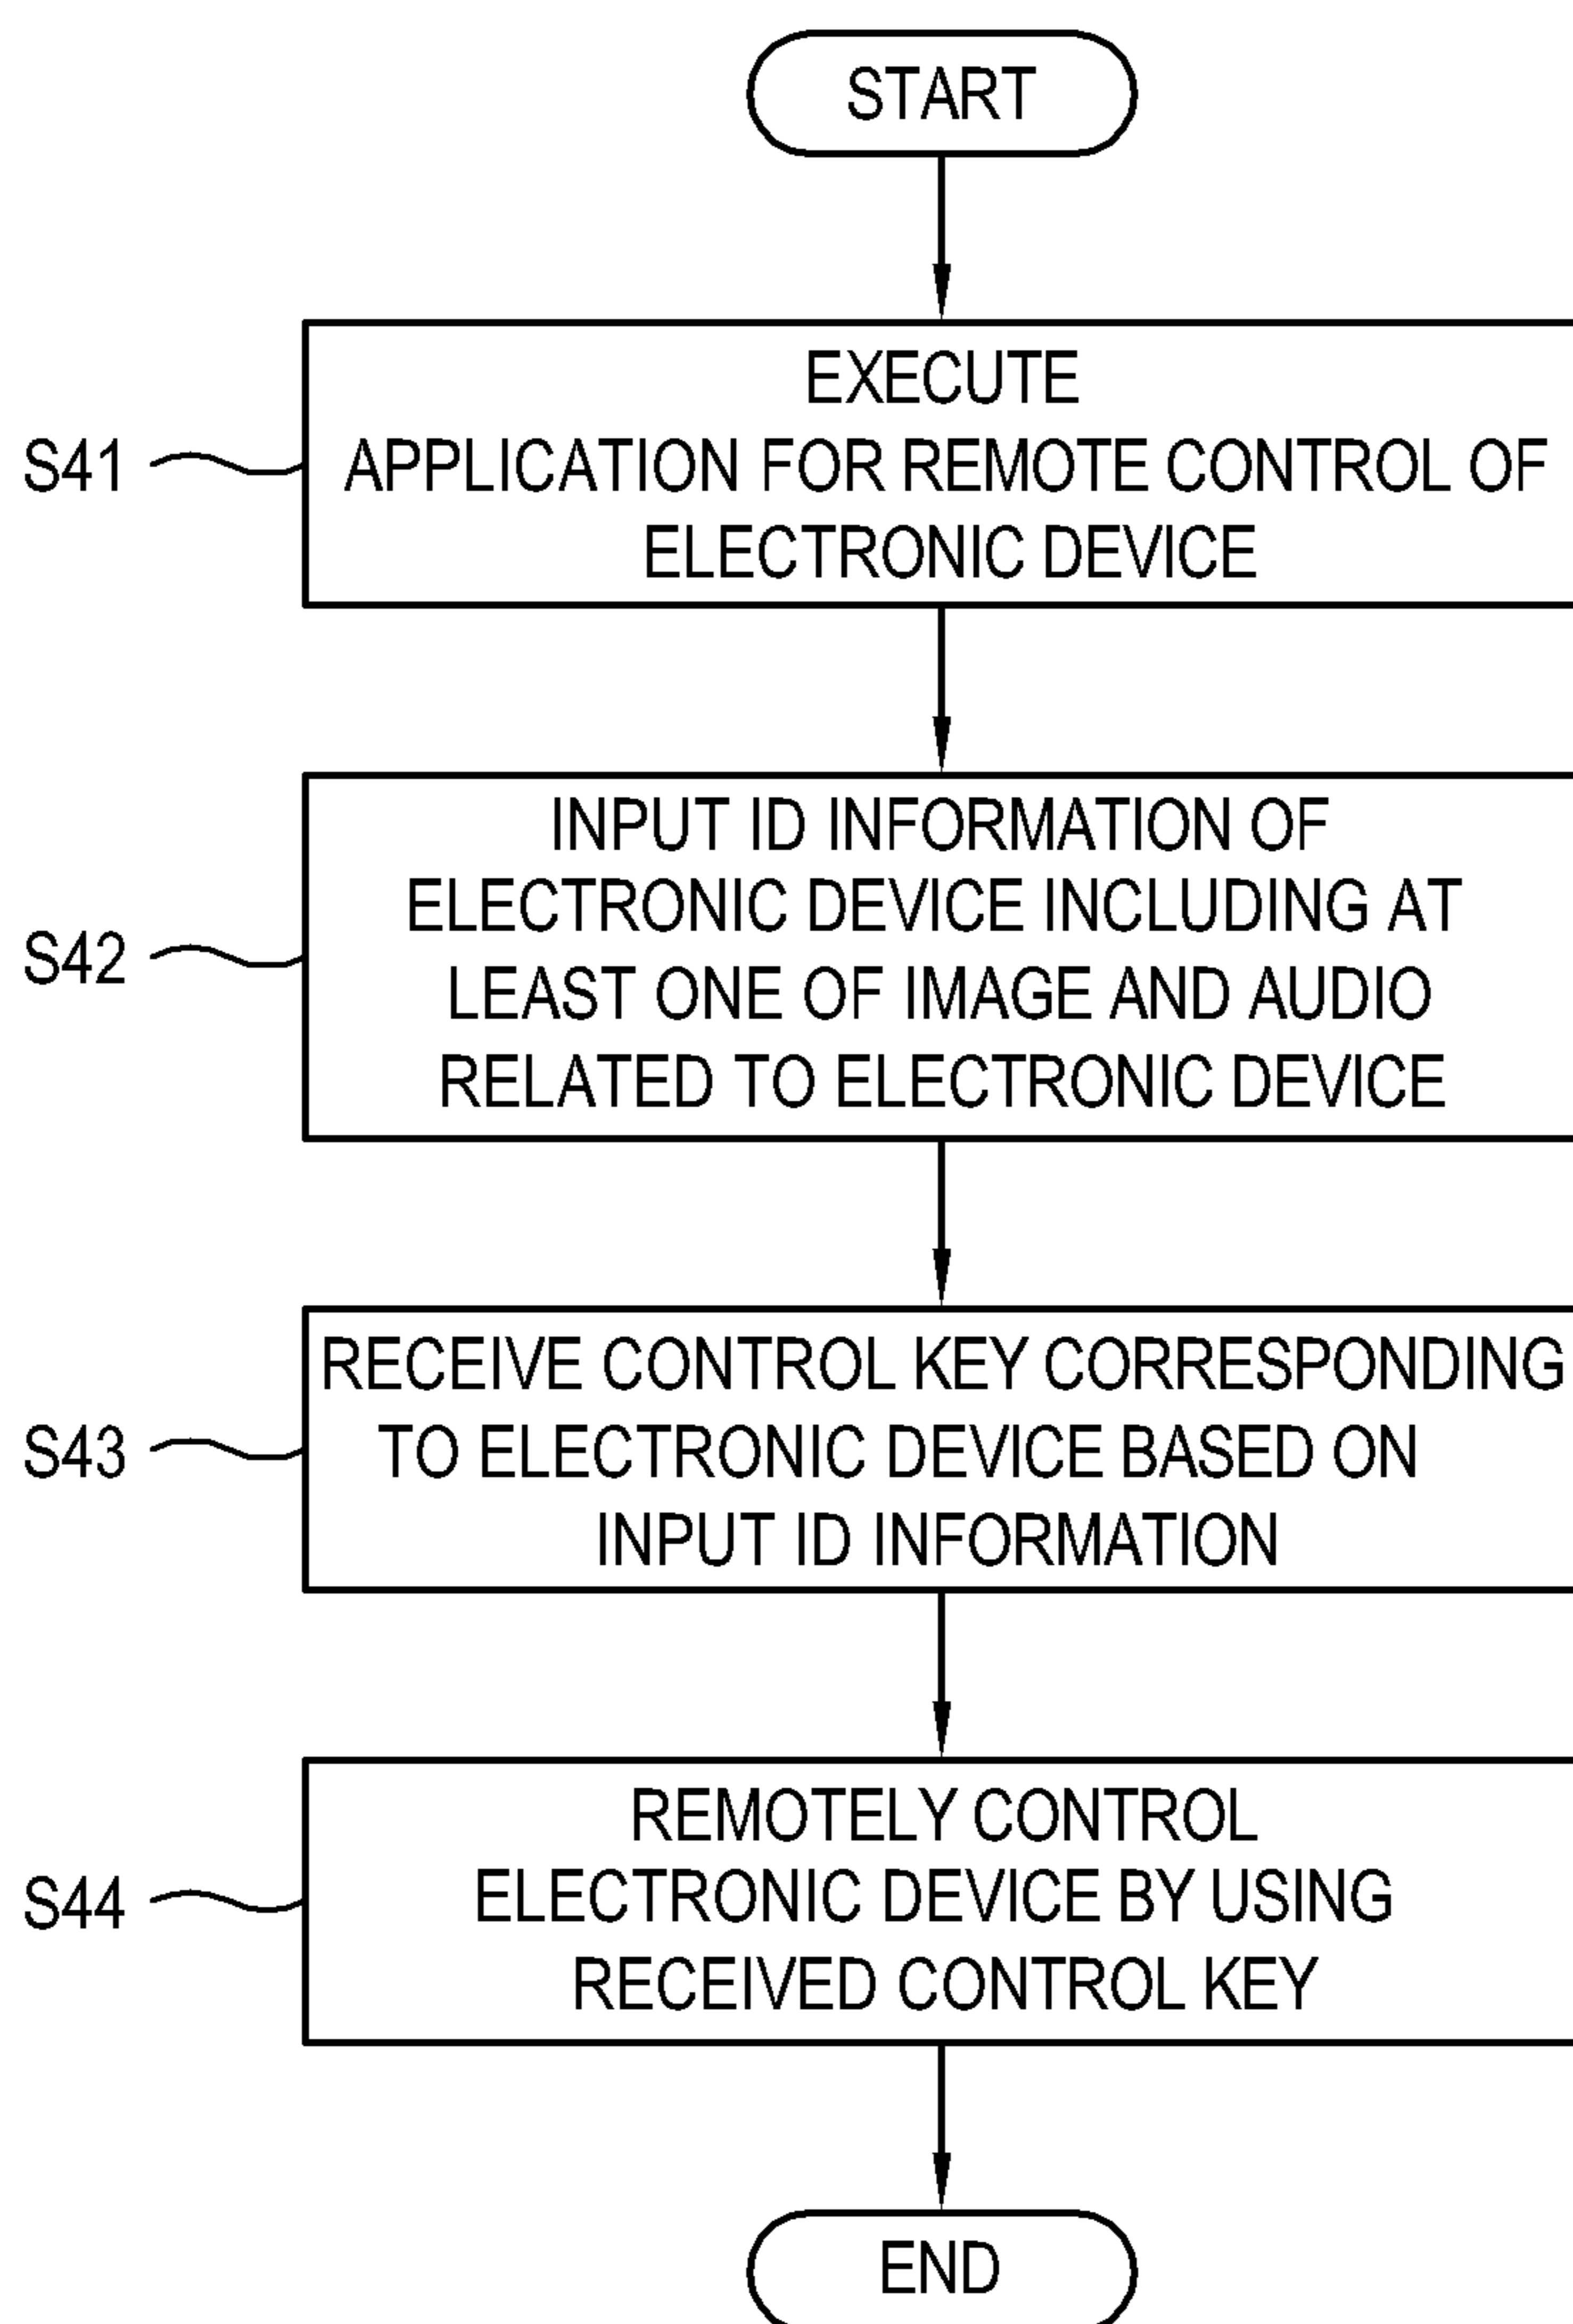 START
EXECUTE
S41 APPLICATION FOR REMOTE CONTROL OF
ELECTRONIC DEVICE
INPUT ID INFORMATION OF
ELECTRONIC DEVICE INCLUDING AT
S42
LEAST ONE OF IMAGE AND AUDIO
RELATED TO ELECTRONIC DEVICE
RECEIVE CONTROL KEY CORRESPONDING
S43 TO ELECTRONIC DEVICE BASED ON
INPUT ID INFORMATION
REMOTELY CONTROL
S44 ELECTRONIC DEVICE BY USING
RECEIVED CONTROL KEY
END